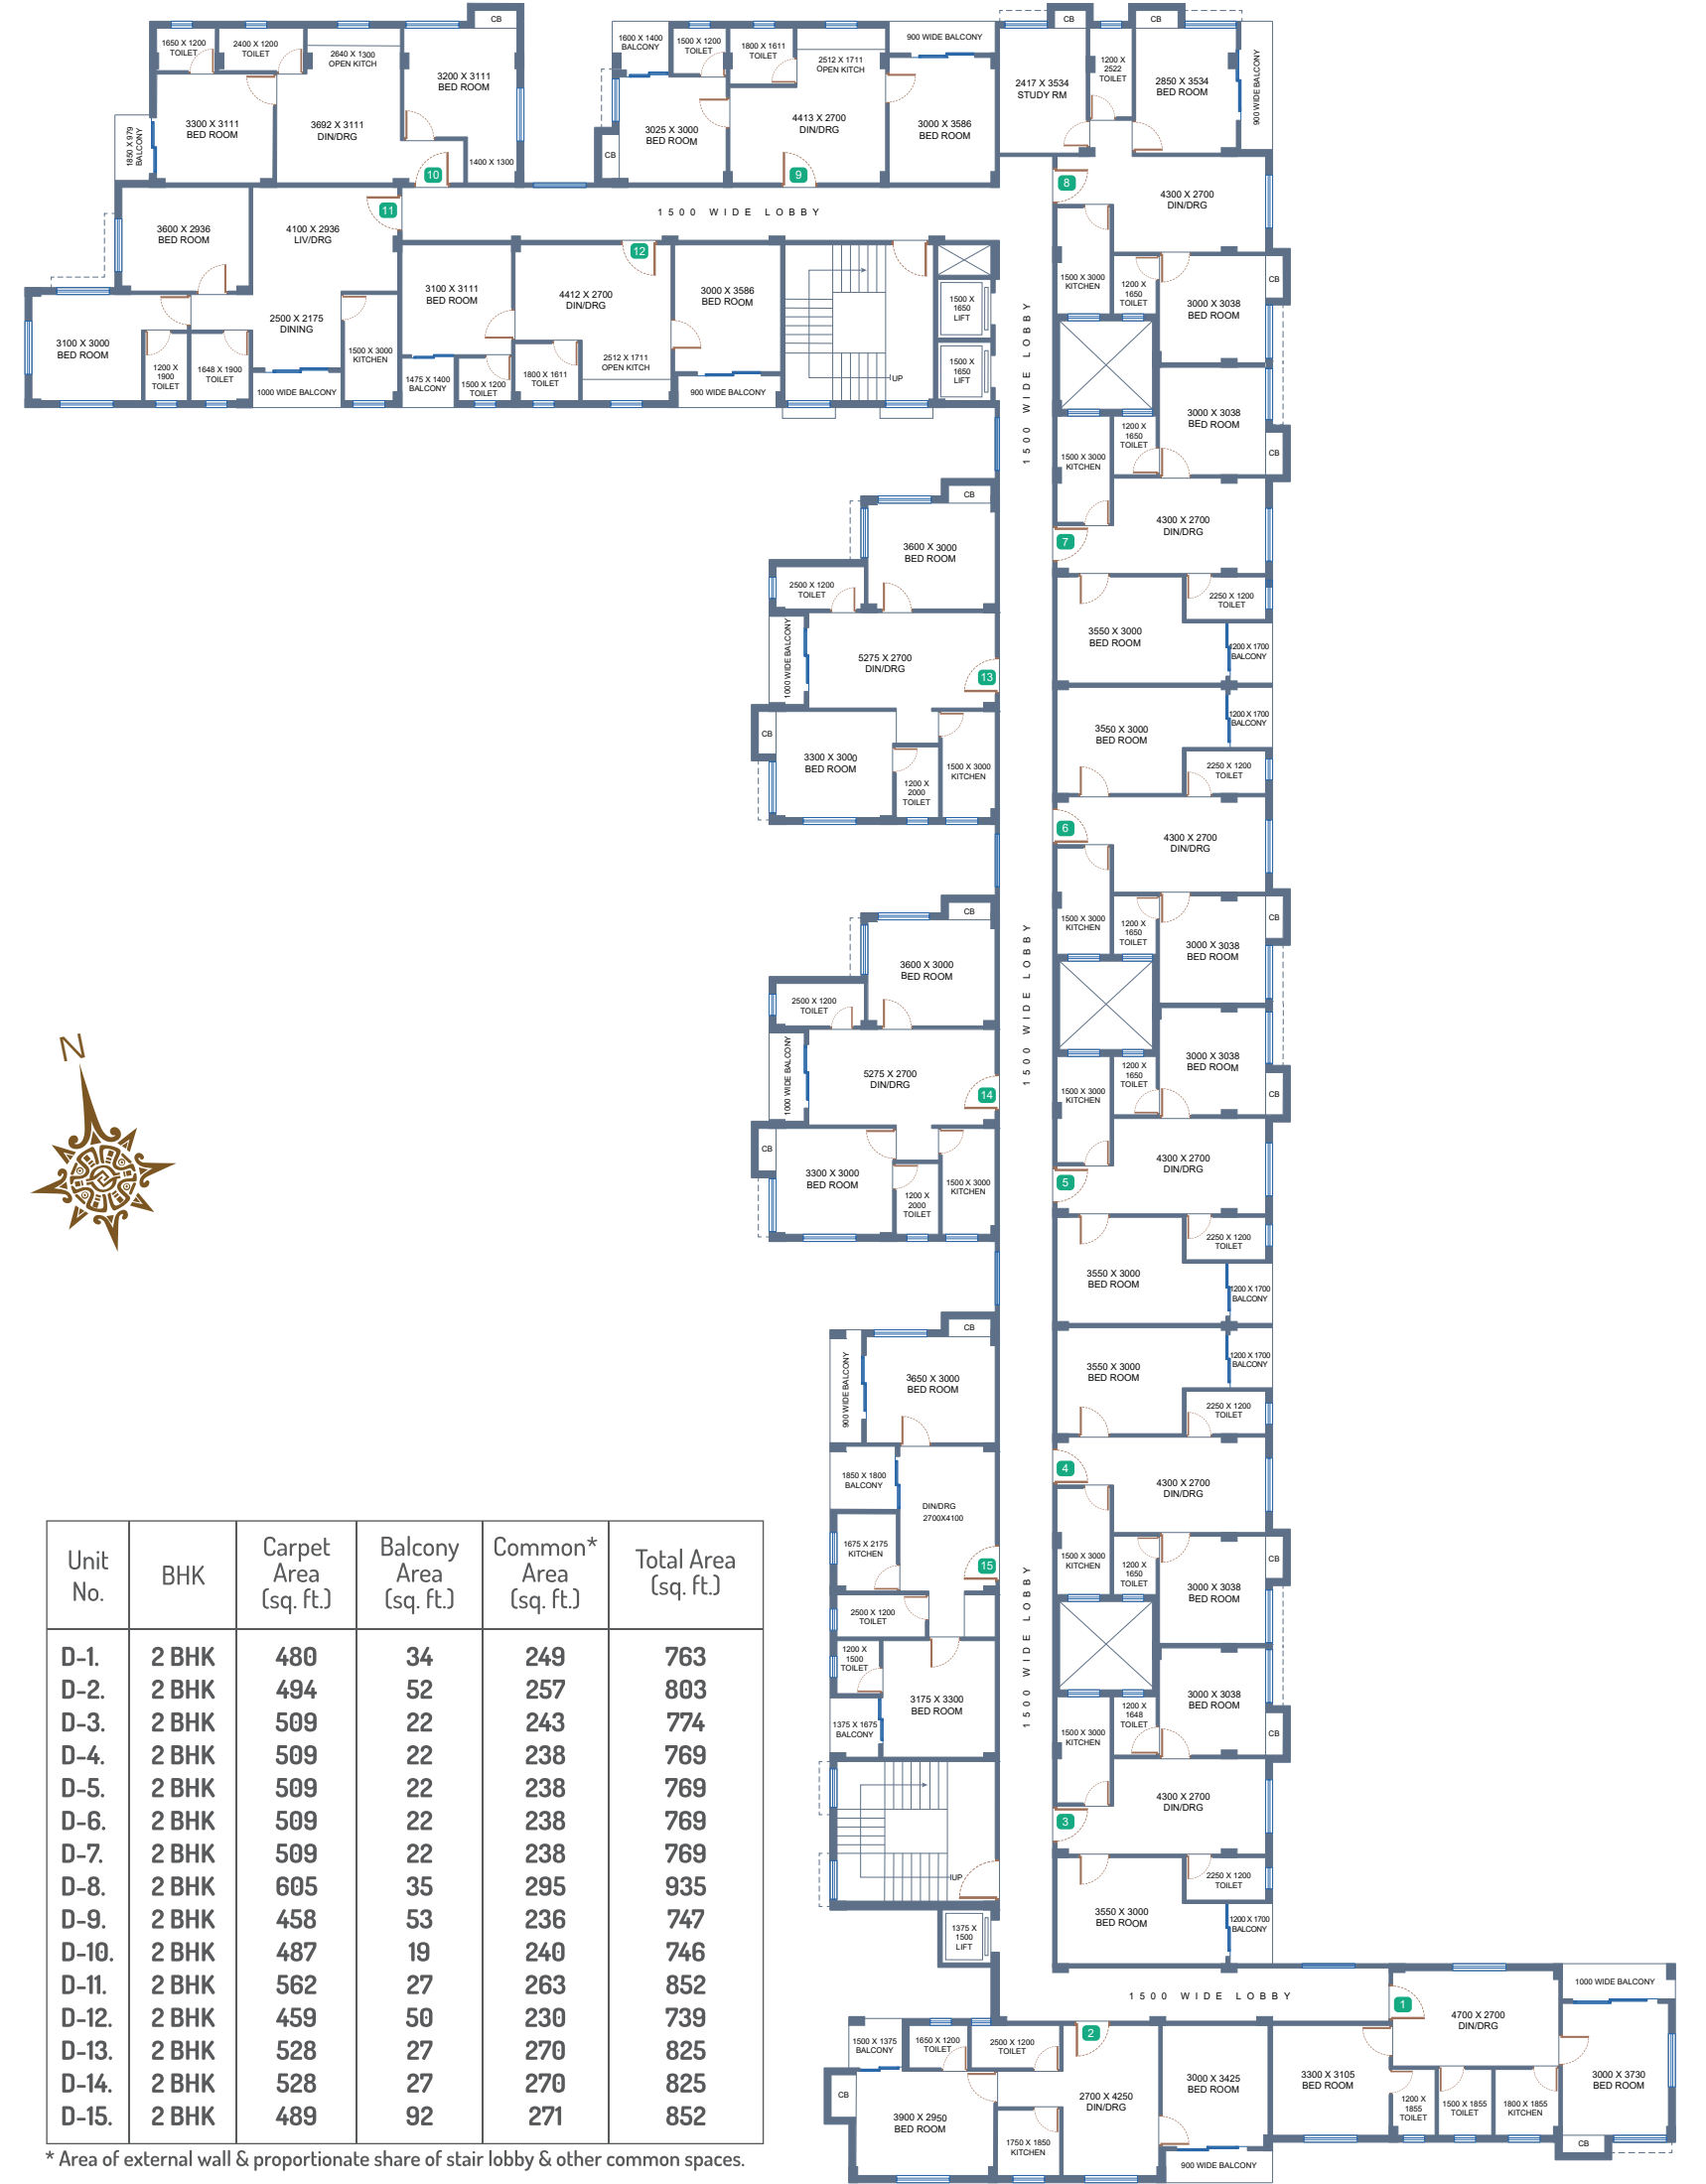 CB
1650 X 1200
TOILET
2400 X 1200
TOILET
2640 X 1300
OPEN KITCH
3200 X 3111
BED ROOM
3300 X 3111
BED ROOM
3692 X 3111
DIN/DRG
1850 X 979
BALCONY
1400 X 1300
10
1600 X 1400
BALCONY
1500 X 1200
TOILET
1800 X 1611
TOILET
2512 X 1711
OPEN KITCH
900 WIDE BALCONY
3025 X 3000
BED ROOM
4413 X 2700
DIN/DRG
3000 X 3586
BED ROOM
CB
9
CB
CB
2417 X 3534
STUDY RM
1200 X
2522
TOILET
2850 X 3534
BED ROOM
900 WIDE BALCONY
8
4300 X 2700
DIN/DRG
11
1500 WIDE LOBBY
3600 X 2936
BED ROOM
4100 X 2936
LIV/DRG
12
3100 X 3111
BED ROOM
4412 X 2700
DIN/DRG
3000 X 3586
BED ROOM
1500 X
1650
LIFT
1500 X
1650
LIFT
UP
3100 X 3000
BED ROOM
2500 X 2175
DINING
1200 X
1900
TOILET
1648 X 1900
TOILET
1500 X 3000
KITCHEN
1000 WIDE BALCONY
1475 X 1400
BALCONY
1500 X 1200
TOILET
1800 X 1611
TOILET
2512 X 1711
OPEN KITCH
900 WIDE BALCONY
1500 WIDE LOBBY
1500 X 3000
KITCHEN
1200 X
1650
TOILET
3000 X 3038
BED ROOM
CB
3000 X 3038
BED ROOM
CB
1500 X 3000
KITCHEN
1200 X
1650
TOILET
4300 X 2700
DIN/DRG
7
CB
3600 X 3000
BED ROOM
2500 X 1200
TOILET
1000 WIDE BALCONY
5275 X 2700
DIN/DRG
13
CB
3300 X 3000
BED ROOM
1200 X
2000
TOILET
1500 X 3000
KITCHEN
2250 X 1200
TOILET
3550 X 3000
BED ROOM
1200 X 1700
BALCONY
3550 X 3000
BED ROOM
1200 X 1700
BALCONY
2250 X 1200
TOILET
6
4300 X 2700
DIN/DRG
1500 X 3000
KITCHEN
1200 X
1650
TOILET
3000 X 3038
BED ROOM
CB
1500 WIDE LOBBY
CB
3600 X 3000
BED ROOM
2500 X 1200
TOILET
1000 WIDE BALCONY
5275 X 2700
DIN/DRG
14
CB
3300 X 3000
BED ROOM
1200 X
2000
TOILET
1500 X 3000
KITCHEN
3000 X 3038
BED ROOM
CB
1500 X 3000
KITCHEN
1200 X
1650
TOILET
4300 X 2700
DIN/DRG
5
2250 X 1200
TOILET
3550 X 3000
BED ROOM
1200 X 1700
BALCONY
3550 X 3000
BED ROOM
1200 X 1700
BALCONY
2250 X 1200
TOILET
4
4300 X 2700
DIN/DRG
N
CB
900 WIDE BALCONY
3650 X 3000
BED ROOM
1850 X 1800
BALCONY
DIN/DRG
2700X4100
1675 X 2175
KITCHEN
15
2500 X 1200
TOILET
1200 X
1500
TOILET
3175 X 3300
BED ROOM
1375 X 1675
BALCONY
UP
1375 X
1500
LIFT
1500 WIDE LOBBY
1500 X 3000
KITCHEN
1200 X
1650
TOILET
3000 X 3038
BED ROOM
CB
3000 X 3038
BED ROOM
CB
1500 X 3000
KITCHEN
1200 X
1648
TOILET
4300 X 2700
DIN/DRG
3
2250 X 1200
TOILET
3550 X 3000
BED ROOM
1200 X 1700
BALCONY
1500 WIDE LOBBY
1
4700 X 2700
DIN/DRG
1000 WIDE BALCONY
2
1500 X 1375
BALCONY
1650 X 1200
TOILET
2500 X 1200
TOILET
CB
3900 X 2950
BED ROOM
1750 X 1850
KITCHEN
2700 X 4250
DIN/DRG
3000 X 3425
BED ROOM
900 WIDE BALCONY
3300 X 3105
BED ROOM
1200 X
1855
TOILET
1500 X 1855
TOILET
1800 X 1855
KITCHEN
3000 X 3730
BED ROOM
CB
Unit No. BHK Carpet Area (sq. ft.) Balcony Area (sq. ft.) Common* Area (sq. ft.) Total Area (sq. ft.)
D-1. 2 BHK 480 34 249 763
D-2. 2 BHK 494 52 257 803
D-3. 2 BHK 509 22 243 774
D-4. 2 BHK 509 22 238 769
D-5. 2 BHK 509 22 238 769
D-6. 2 BHK 509 22 238 769
D-7. 2 BHK 509 22 238 769
D-8. 2 BHK 605 35 295 935
D-9. 2 BHK 458 53 236 747
D-10. 2 BHK 487 19 240 746
D-11. 2 BHK 562 27 263 852
D-12. 2 BHK 459 50 230 739
D-13. 2 BHK 528 27 270 825
D-14. 2 BHK 528 27 270 825
D-15. 2 BHK 489 92 271 852
* Area of external wall & proportionate share of stair lobby & other common spaces.